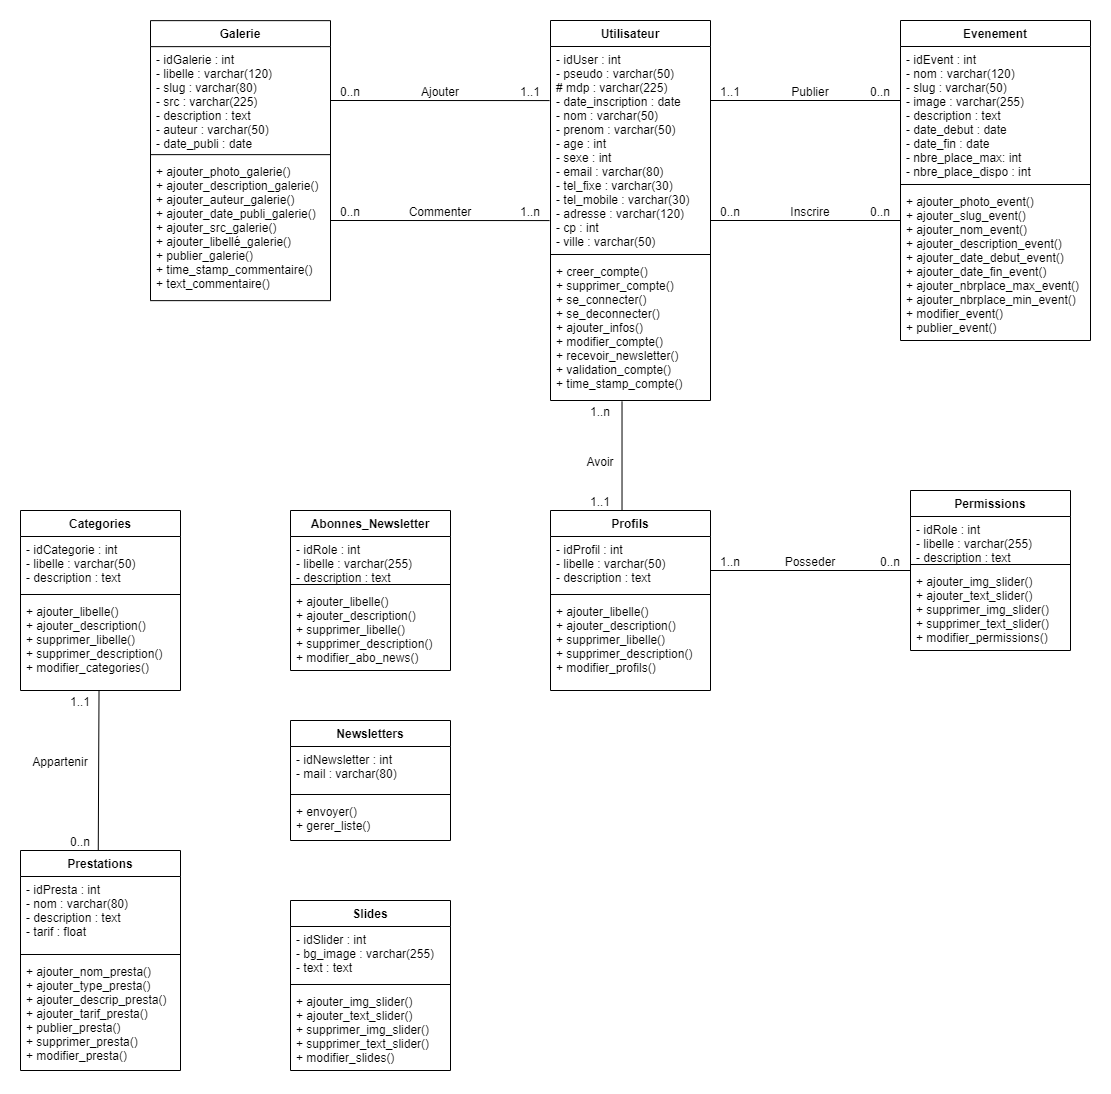 Galerie
- idGalerie : int
- libelle : varchar(120)
- slug : varchar(80)
- src : varchar(225)
- description : text
- auteur : varchar(50)
- date_publi : date
+ ajouter_photo_galerie()
+ ajouter_description_galerie()
+ ajouter_auteur_galerie()
+ ajouter_date_publi_galerie()
+ ajouter_src_galerie()
+ ajouter_libellé_galerie()
+ publier_galerie()
+ time_stamp_commentaire()
+ text_commentaire()
0..n Ajouter 1..1
0..n Commenter 1..n
Utilisateur
- idUser : int
- pseudo : varchar(50)
# mdp : varchar(225)
- date_inscription : date
- nom : varchar(50)
- prenom : varchar(50)
- age : int
- sexe : int
- email : varchar(80)
- tel_fixe : varchar(30)
- tel_mobile : varchar(30)
- adresse : varchar(120)
- cp : int
- ville : varchar(50)
+ creer_compte()
+ supprimer_compte()
+ se_connecter()
+ se_deconnecter()
+ ajouter_infos()
+ modifier_compte()
+ recevoir_newsletter()
+ validation_compte()
+ time_stamp_compte()
1..1 Publier 0..n
0..n Inscrire 0..n
Evenement
- idEvent : int
- nom : varchar(120)
- slug : varchar(50)
- image : varchar(255)
- description : text
- date_debut : date
- date_fin : date
- nbre_place_max: int
- nbre_place_dispo : int
+ ajouter_photo_event()
+ ajouter_slug_event()
+ ajouter_nom_event()
+ ajouter_description_event()
+ ajouter_date_debut_event()
+ ajouter_date_fin_event()
+ ajouter_nbrplace_max_event()
+ ajouter_nbrplace_min_event()
+ modifier_event()
+ publier_event()
1..n
Avoir
1..1
Categories
- idCategorie : int
- libelle : varchar(50)
- description : text
+ ajouter_libelle()
+ ajouter_description()
+ supprimer_libelle()
+ supprimer_description()
+ modifier_categories()
Abonnes_Newsletter
- idRole : int
- libelle : varchar(255)
- description : text
+ ajouter_libelle()
+ ajouter_description()
+ supprimer_libelle()
+ supprimer_description()
+ modifier_abo_news()
Profils
- idProfil : int
- libelle : varchar(50)
- description : text
+ ajouter_libelle()
+ ajouter_description()
+ supprimer_libelle()
+ supprimer_description()
+ modifier_profils()
1..n Posseder 0..n
Permissions
- idRole : int
- libelle : varchar(255)
- description : text
+ ajouter_img_slider()
+ ajouter_text_slider()
+ supprimer_img_slider()
+ supprimer_text_slider()
+ modifier_permissions()
1..1
Appartenir
0..n
Newsletters
- idNewsletter : int
- mail : varchar(80)
+ envoyer()
+ gerer_liste()
Prestations
- idPresta : int
- nom : varchar(80)
- description : text
- tarif : float
+ ajouter_nom_presta()
+ ajouter_type_presta()
+ ajouter_descrip_presta()
+ ajouter_tarif_presta()
+ publier_presta()
+ supprimer_presta()
+ modifier_presta()
Slides
- idSlider : int
- bg_image : varchar(255)
- text : text
+ ajouter_img_slider()
+ ajouter_text_slider()
+ supprimer_img_slider()
+ supprimer_text_slider()
+ modifier_slides()